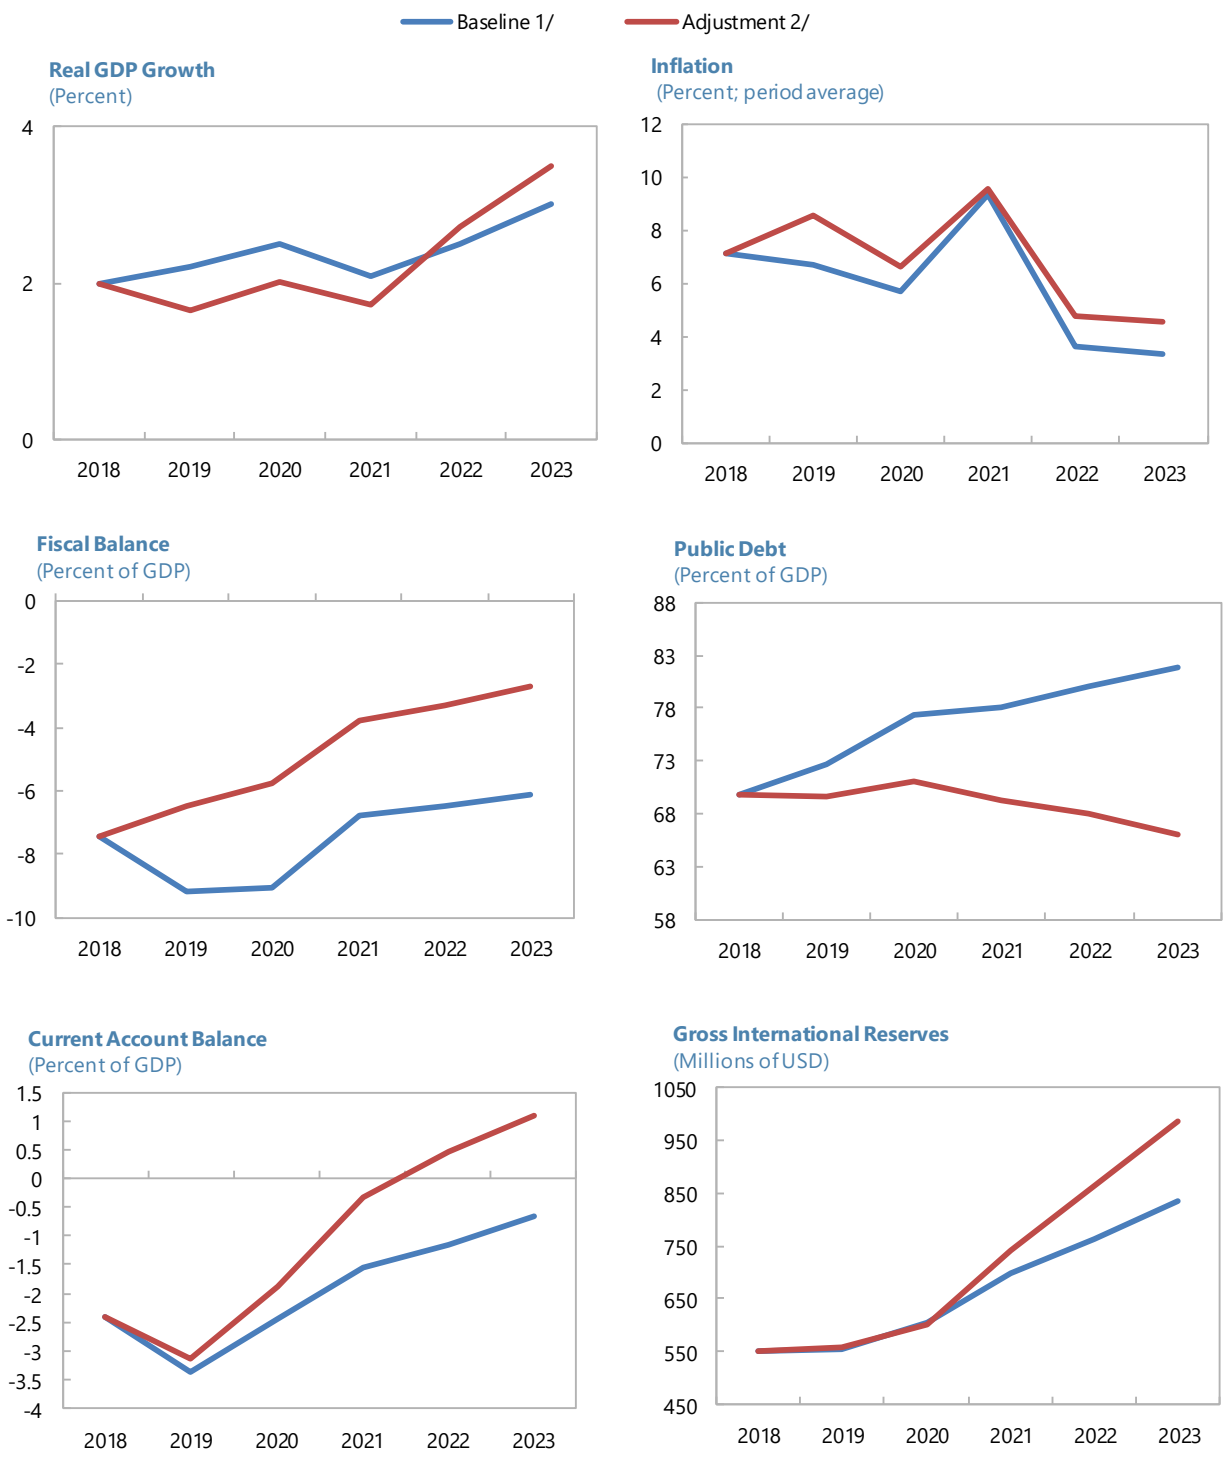 Baseline 1/ Adjustment 2/
Real GDP Growth
(Percent)
4
2
0
2018 2019 2020 2021 2022 2023
Inflation
(Percent; period average)
12
10
8
6
4
2
0
2018 2019 2020 2021 2022 2023
Fiscal Balance
(Percent of GDP)
0
-2
-4
-6
-8
-10
2018 2019 2020 2021 2022 2023
Public Debt
(Percent of GDP)
88
83
78
73
68
63
58
2018 2019 2020 2021 2022 2023
Current Account Balance
(Percent of GDP)
1.5
1
0.5
0
-0.5
-1
-1.5
-2
-2.5
-3
-3.5
-4
2018 2019 2020 2021 2022 2023
Gross International Reserves
(Millions of USD)
1050
950
850
750
650
550
450
2018 2019 2020 2021 2022 2023